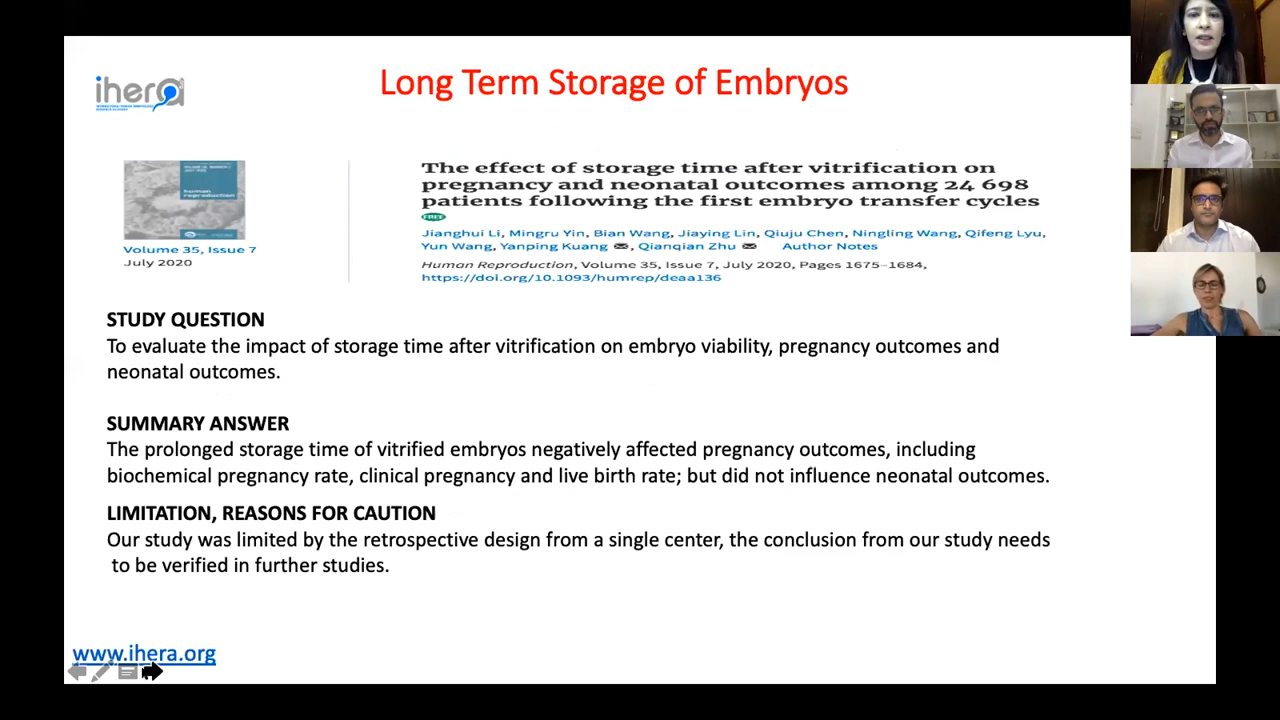 ihera
Long Term Storage of Embryos
human
reproduction
Volume 35, Issue 7
July 2020
The effect of storage time after vitrification on
pregnancy and neonatal outcomes among 24 698
patients following the first embryo transfer cycles
FREE
Jianghui Li, Mingru Yin, Bian Wang, Jiaying Lin, Qiuju Chen, Ningling Wang, Qifeng Lyu,
Yun Wang, Yanping Kuang ✉, Qianqian Zhu ✉ Author Notes
Human Reproduction, Volume 35, Issue 7, July 2020, Pages 1675–1684,
https://doi.org/10.1093/humrep/deaa136
STUDY QUESTION
To evaluate the impact of storage time after vitrification on embryo viability, pregnancy outcomes and
neonatal outcomes.
SUMMARY ANSWER
The prolonged storage time of vitrified embryos negatively affected pregnancy outcomes, including
biochemical pregnancy rate, clinical pregnancy and live birth rate; but did not influence neonatal outcomes.
LIMITATION, REASONS FOR CAUTION
Our study was limited by the retrospective design from a single center, the conclusion from our study needs
to be verified in further studies.
www.ihera.org